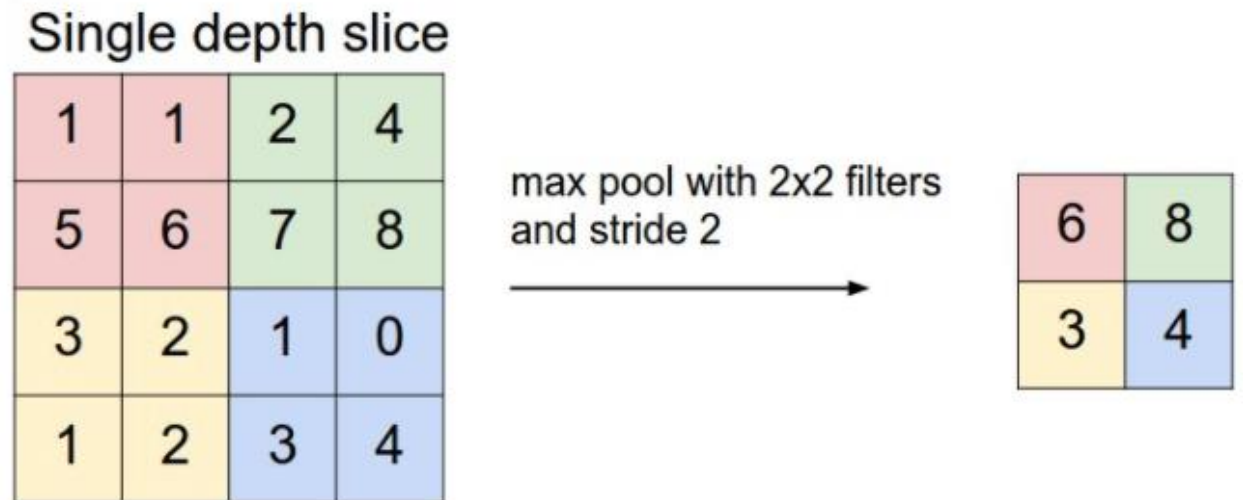 Single depth slice
1 1 2 4
5 6 7 8
3 2 1 0
1 2 3 4
max pool with 2x2 filters
and stride 2
6 8
3 4